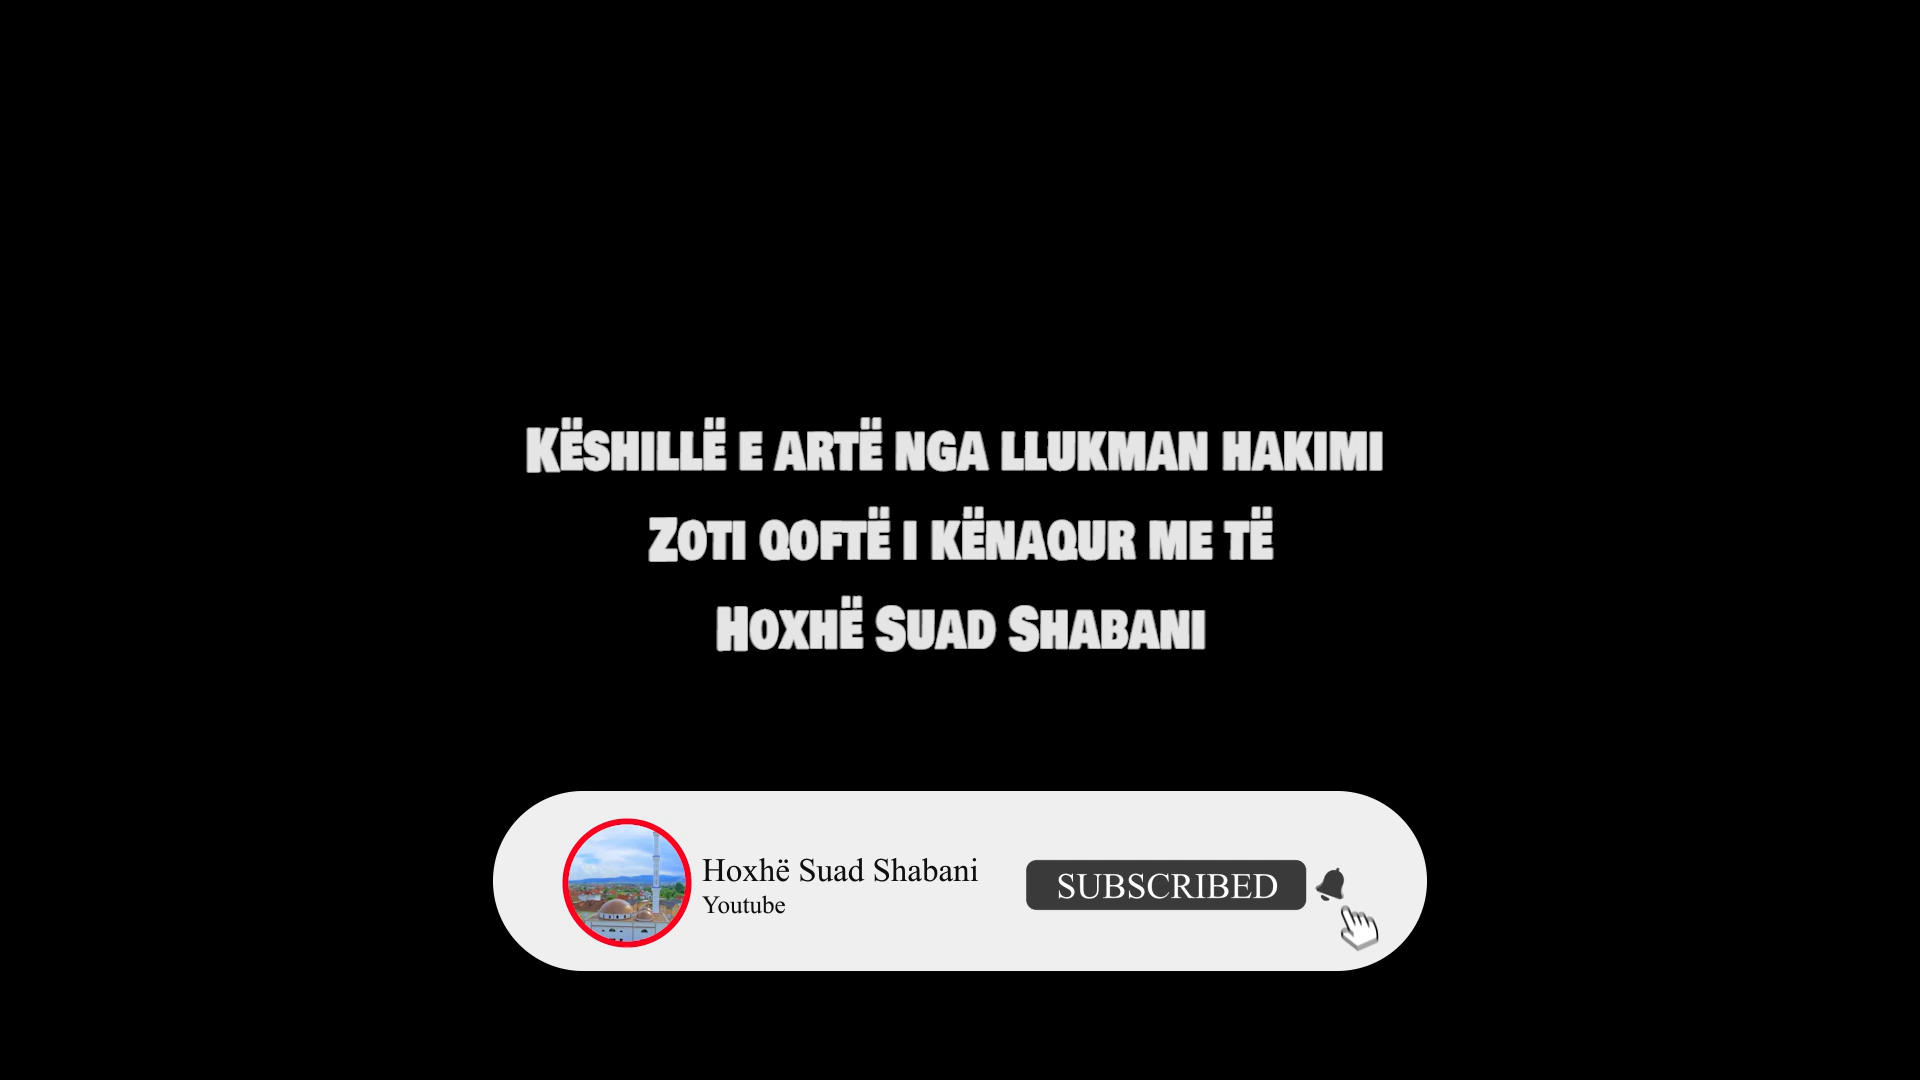 Këshillë e artë nga llukman hakimi
Zoti qoftë i kënaqur me të
Hoxhë Suad Shabani
Hoxhë Suad Shabani
Youtube
SUBSCRIBED